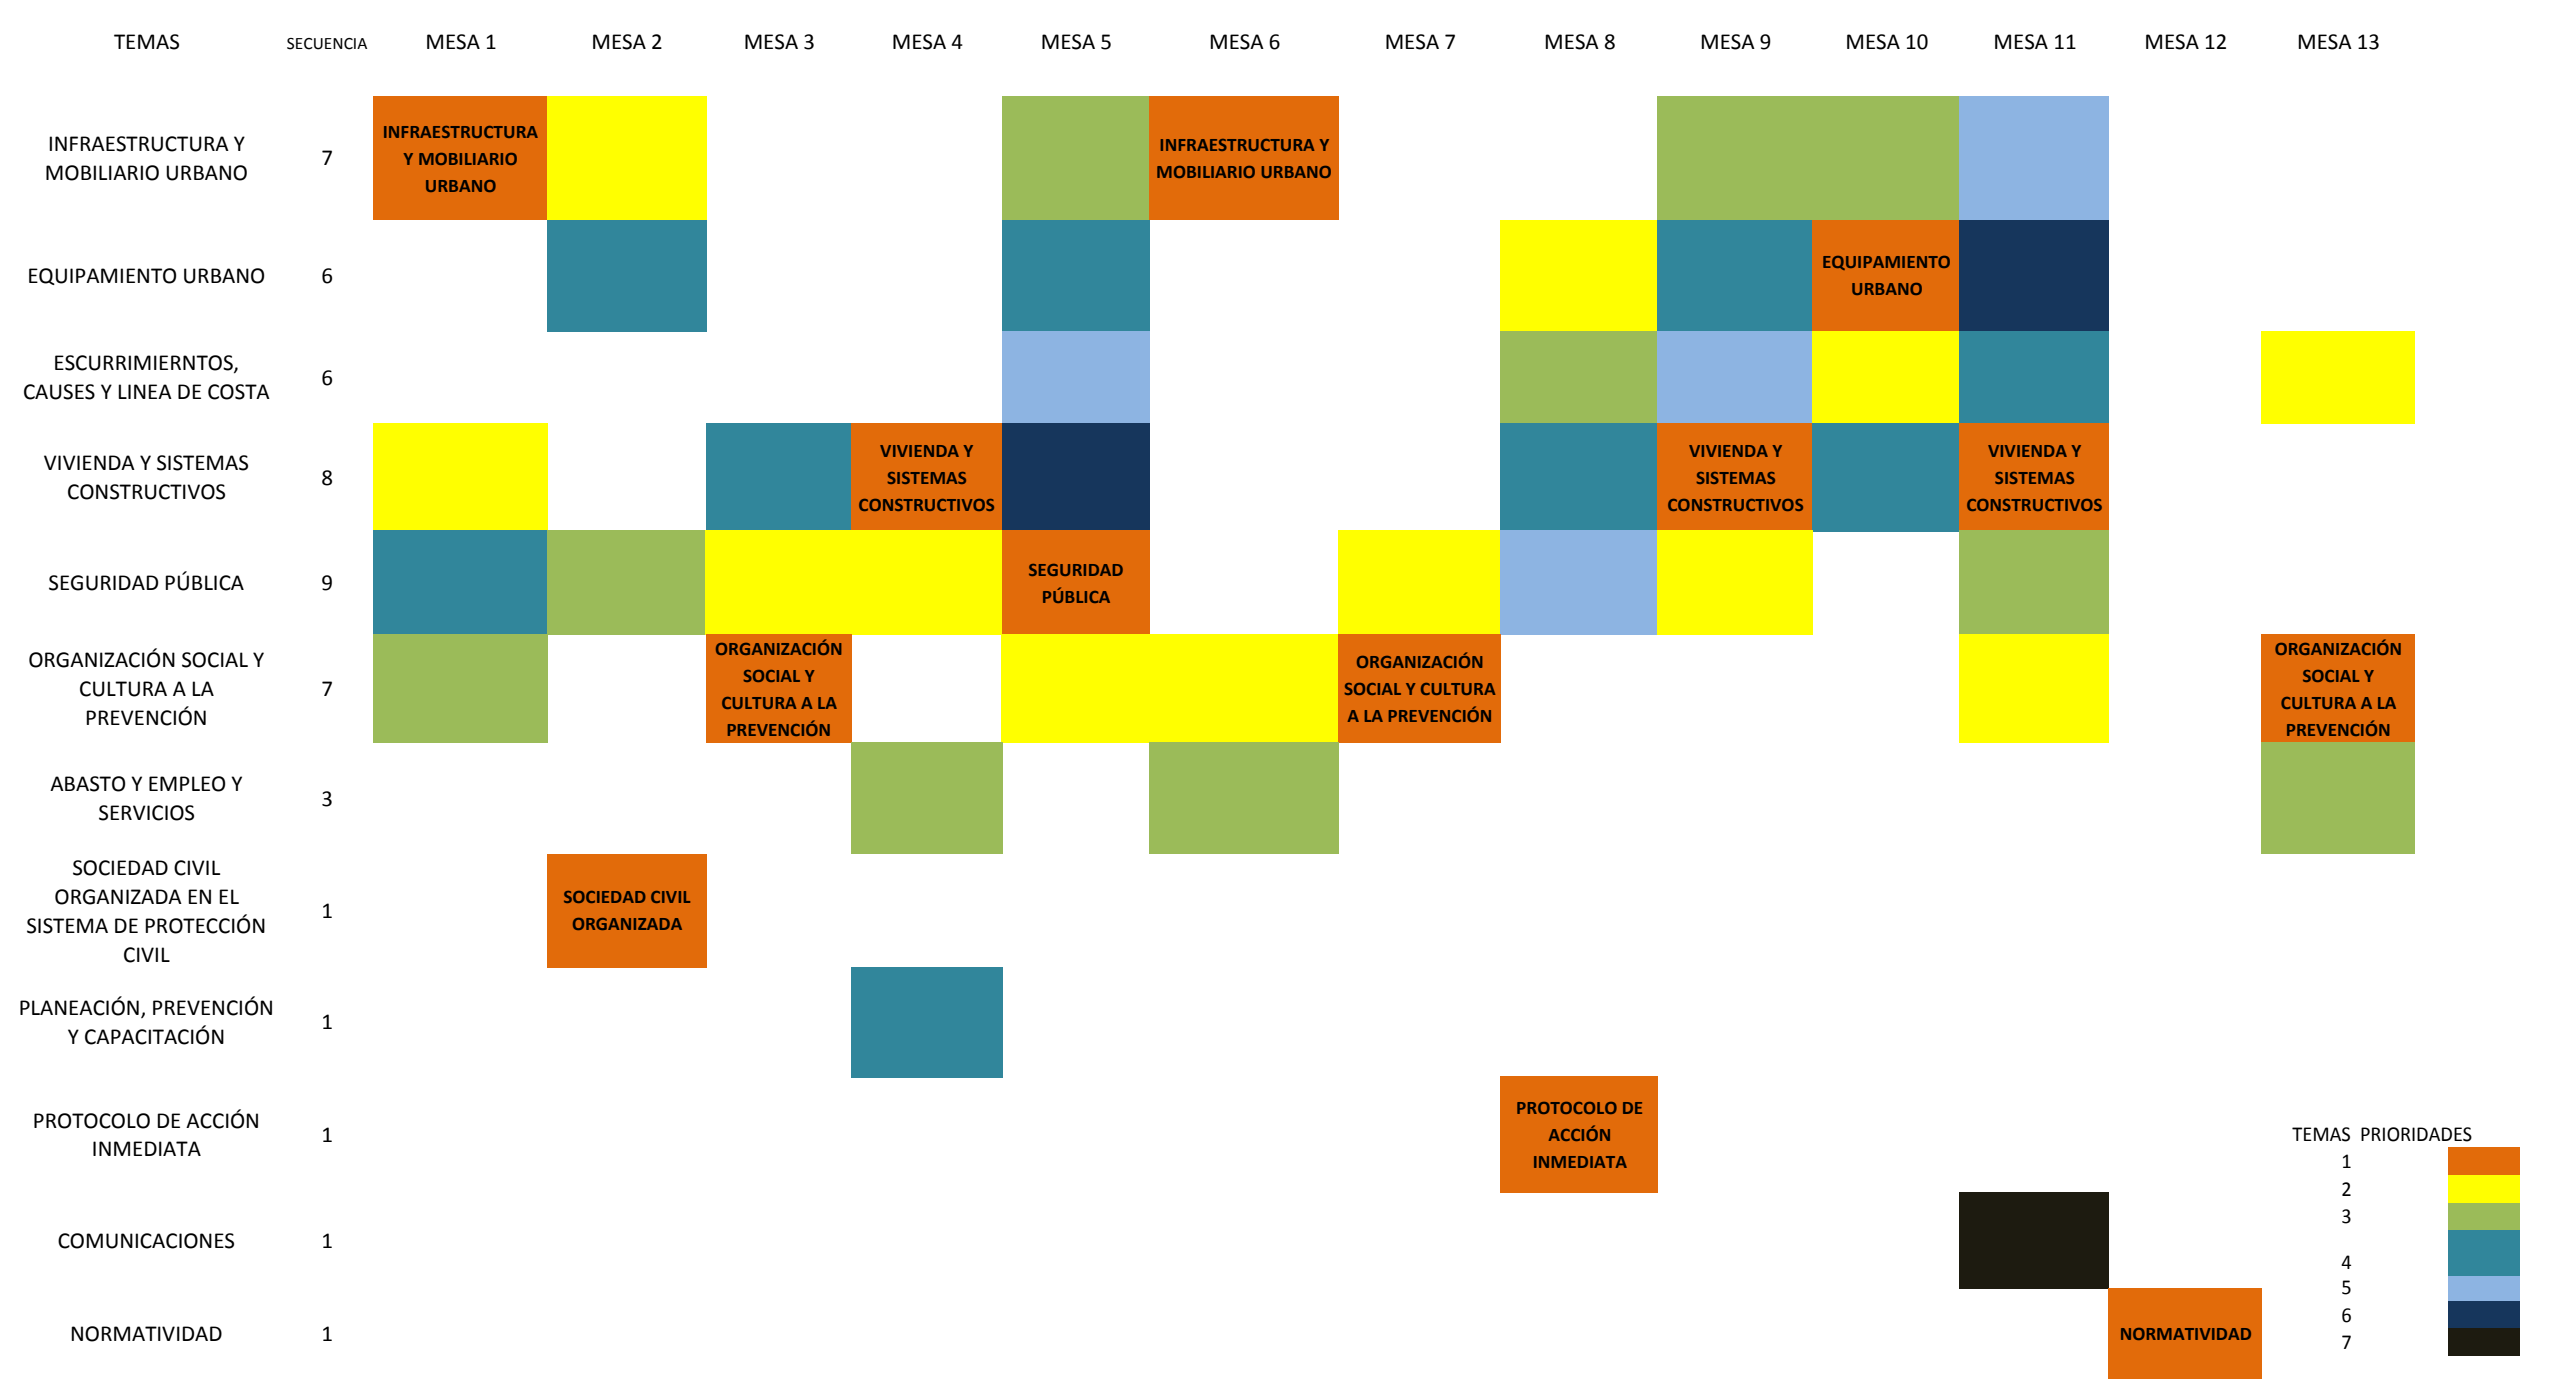 TEMAS SECUENCIA MESA 1 MESA 2 MESA 3 MESA 4 MESA 5 MESA 6 MESA 7 MESA 8 MESA 9 MESA 10 MESA 11 MESA 12 MESA 13
INFRAESTRUCTURA Y
MOBILIARIO URBANO
7
INFRAESTRUCTURA
Y MOBILIARIO
URBANO
INFRAESTRUCTURA Y
MOBILIARIO URBANO
EQUIPAMIENTO URBANO
6
EQUIPAMIENTO
URBANO
ESCURRIMIERNTOS,
CAUSES Y LINEA DE COSTA
6
VIVIENDA Y SISTEMAS
CONSTRUCTIVOS
8
VIVIENDA Y
SISTEMAS
CONSTRUCTIVOS
VIVIENDA Y
SISTEMAS
CONSTRUCTIVOS
VIVIENDA Y
SISTEMAS
CONSTRUCTIVOS
SEGURIDAD PÚBLICA
9
SEGURIDAD
PÚBLICA
ORGANIZACIÓN SOCIAL Y
CULTURA A LA
PREVENCIÓN
7
ORGANIZACIÓN
SOCIAL Y
CULTURA A LA
PREVENCIÓN
ORGANIZACIÓN
SOCIAL Y CULTURA
A LA PREVENCIÓN
ORGANIZACIÓN
SOCIAL Y
CULTURA A LA
PREVENCIÓN
ABASTO Y EMPLEO Y
SERVICIOS
3
SOCIEDAD CIVIL
ORGANIZADA EN EL
SISTEMA DE PROTECCIÓN
CIVIL
1
SOCIEDAD CIVIL
ORGANIZADA
PLANEACIÓN, PREVENCIÓN
Y CAPACITACIÓN
1
PROTOCOLO DE ACCIÓN
INMEDIATA
1
PROTOCOLO DE
ACCIÓN
INMEDIATA
COMUNICACIONES
1
NORMATIVIDAD
1
NORMATIVIDAD
TEMAS PRIORIDADES
1
2
3
4
5
6
7